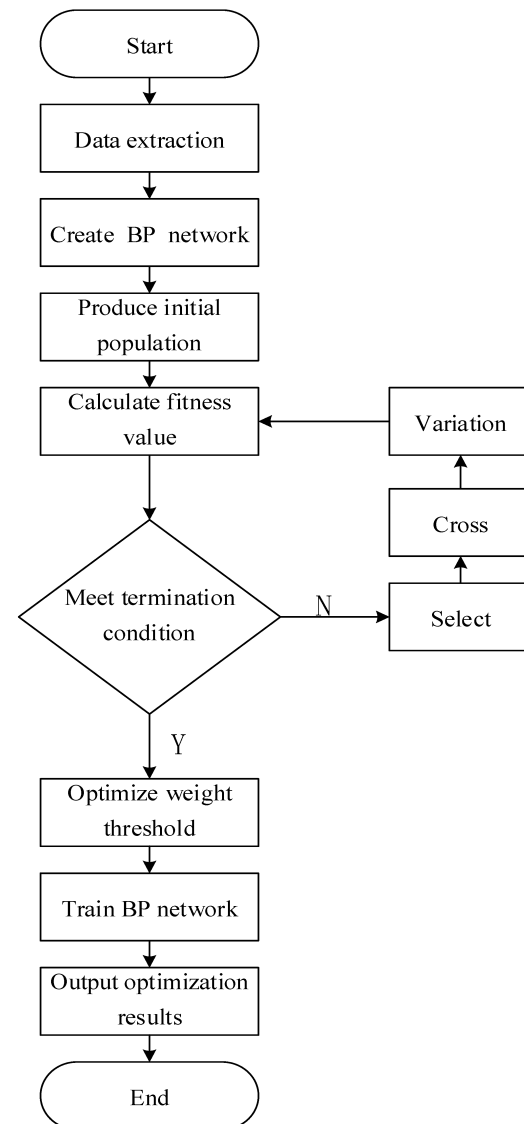 Start
Data extraction
Create BP network
Produce initial
population
Calculate fitness
value
Variation
Cross
Meet termination
condition
N
Select
Y
Optimize weight
threshold
Train BP network
Output optimization
results
End